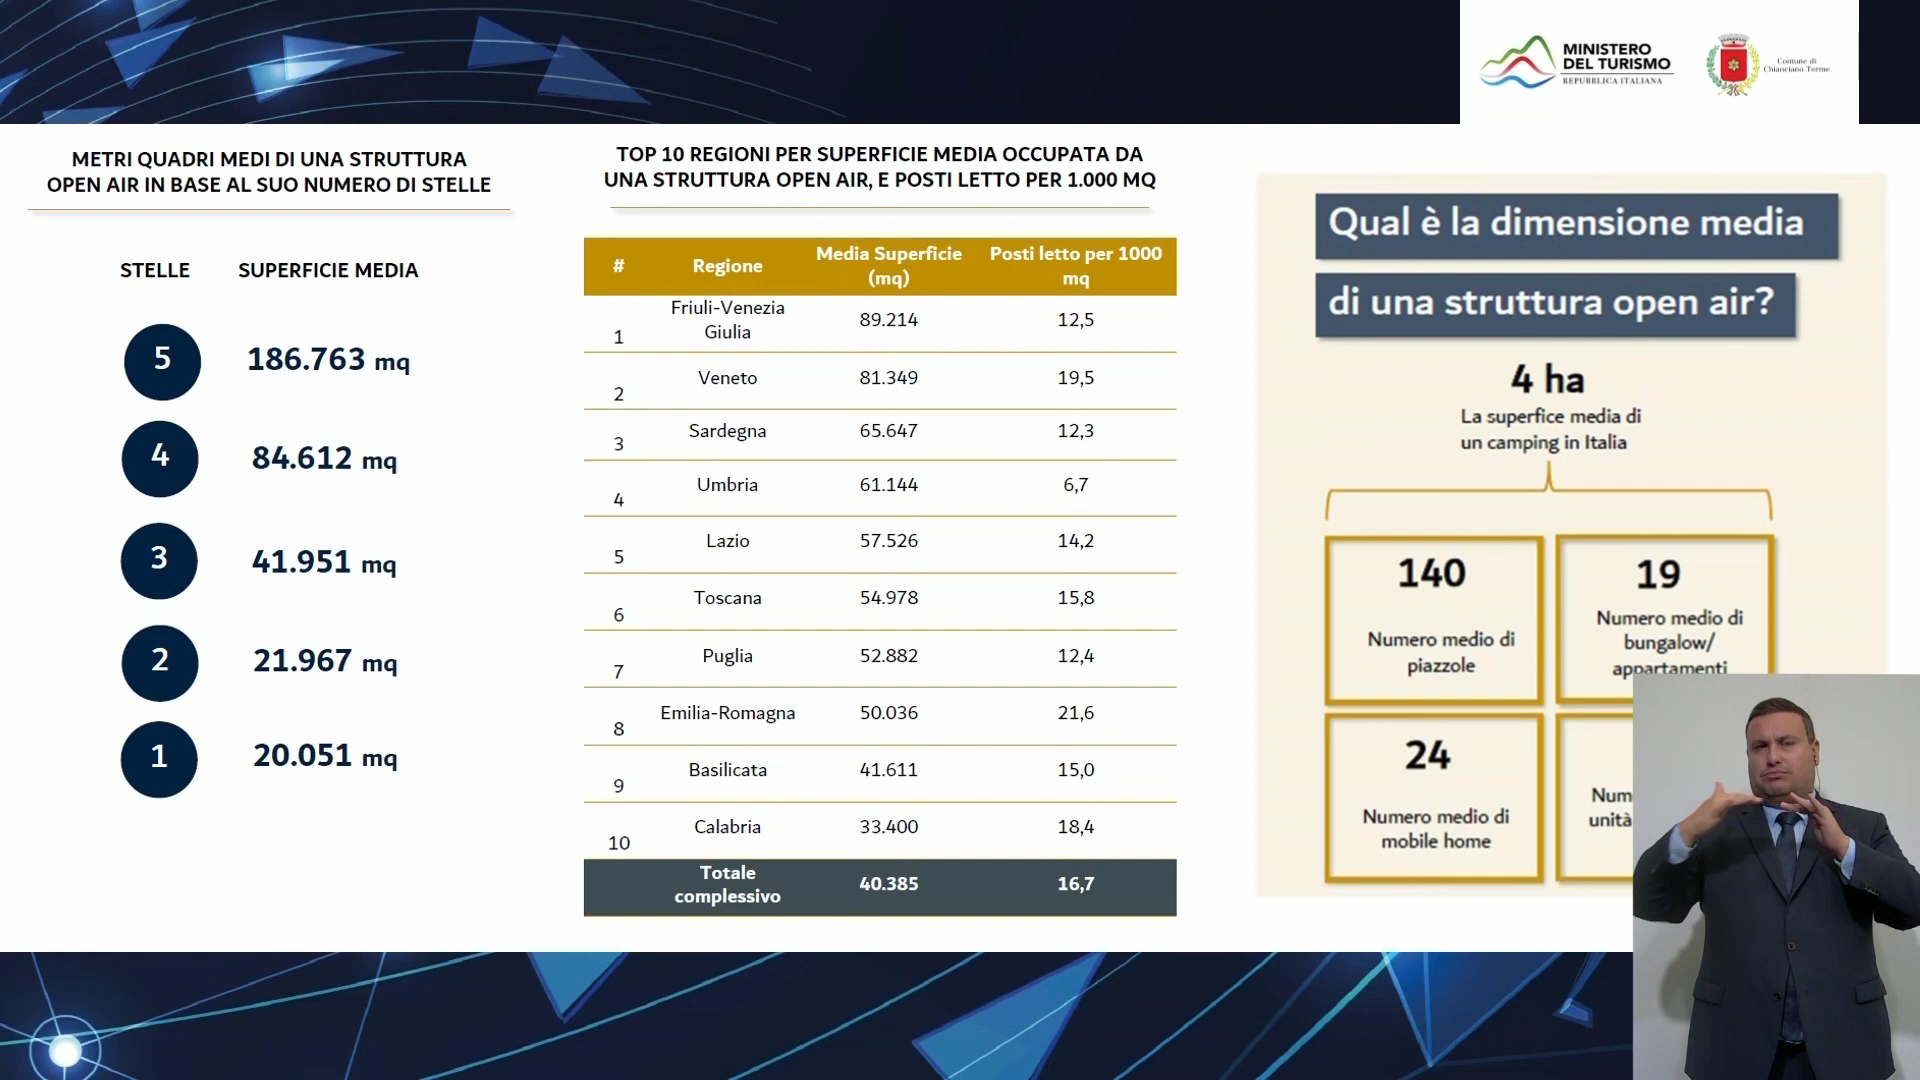 MINISTERO
DEL TURISMO
REPUBBLICA ITALIANA
Comune di
Chianciano Terme
METRI QUADRI MEDI DI UNA STRUTTURA
OPEN AIR IN BASE AL SUO NUMERO DI STELLE
STELLE SUPERFICIE MEDIA
5 186.763 mq
4 84.612 mq
3 41.951 mq
2 21.967 mq
1 20.051 mq
TOP 10 REGIONI PER SUPERFICIE MEDIA OCCUPATA DA
UNA STRUTTURA OPEN AIR, E POSTI LETTO PER 1.000 MQ
# Regione Media Superficie (mq) Posti letto per 1000 mq
1 Friuli-Venezia Giulia 89.214 12,5
2 Veneto 81.349 19,5
3 Sardegna 65.647 12,3
4 Umbria 61.144 6,7
5 Lazio 57.526 14,2
6 Toscana 54.978 15,8
7 Puglia 52.882 12,4
8 Emilia-Romagna 50.036 21,6
9 Basilicata 41.611 15,0
10 Calabria 33.400 18,4
Totale complessivo 40.385 16,7
Qual è la dimensione media
di una struttura open air?
4 ha
La superfice media di
un camping in Italia
140
Numero medio di
piazzole
19
Numero medio di
bungalow/
appartamenti
24
Numero medio di
mobile home
Num
unità